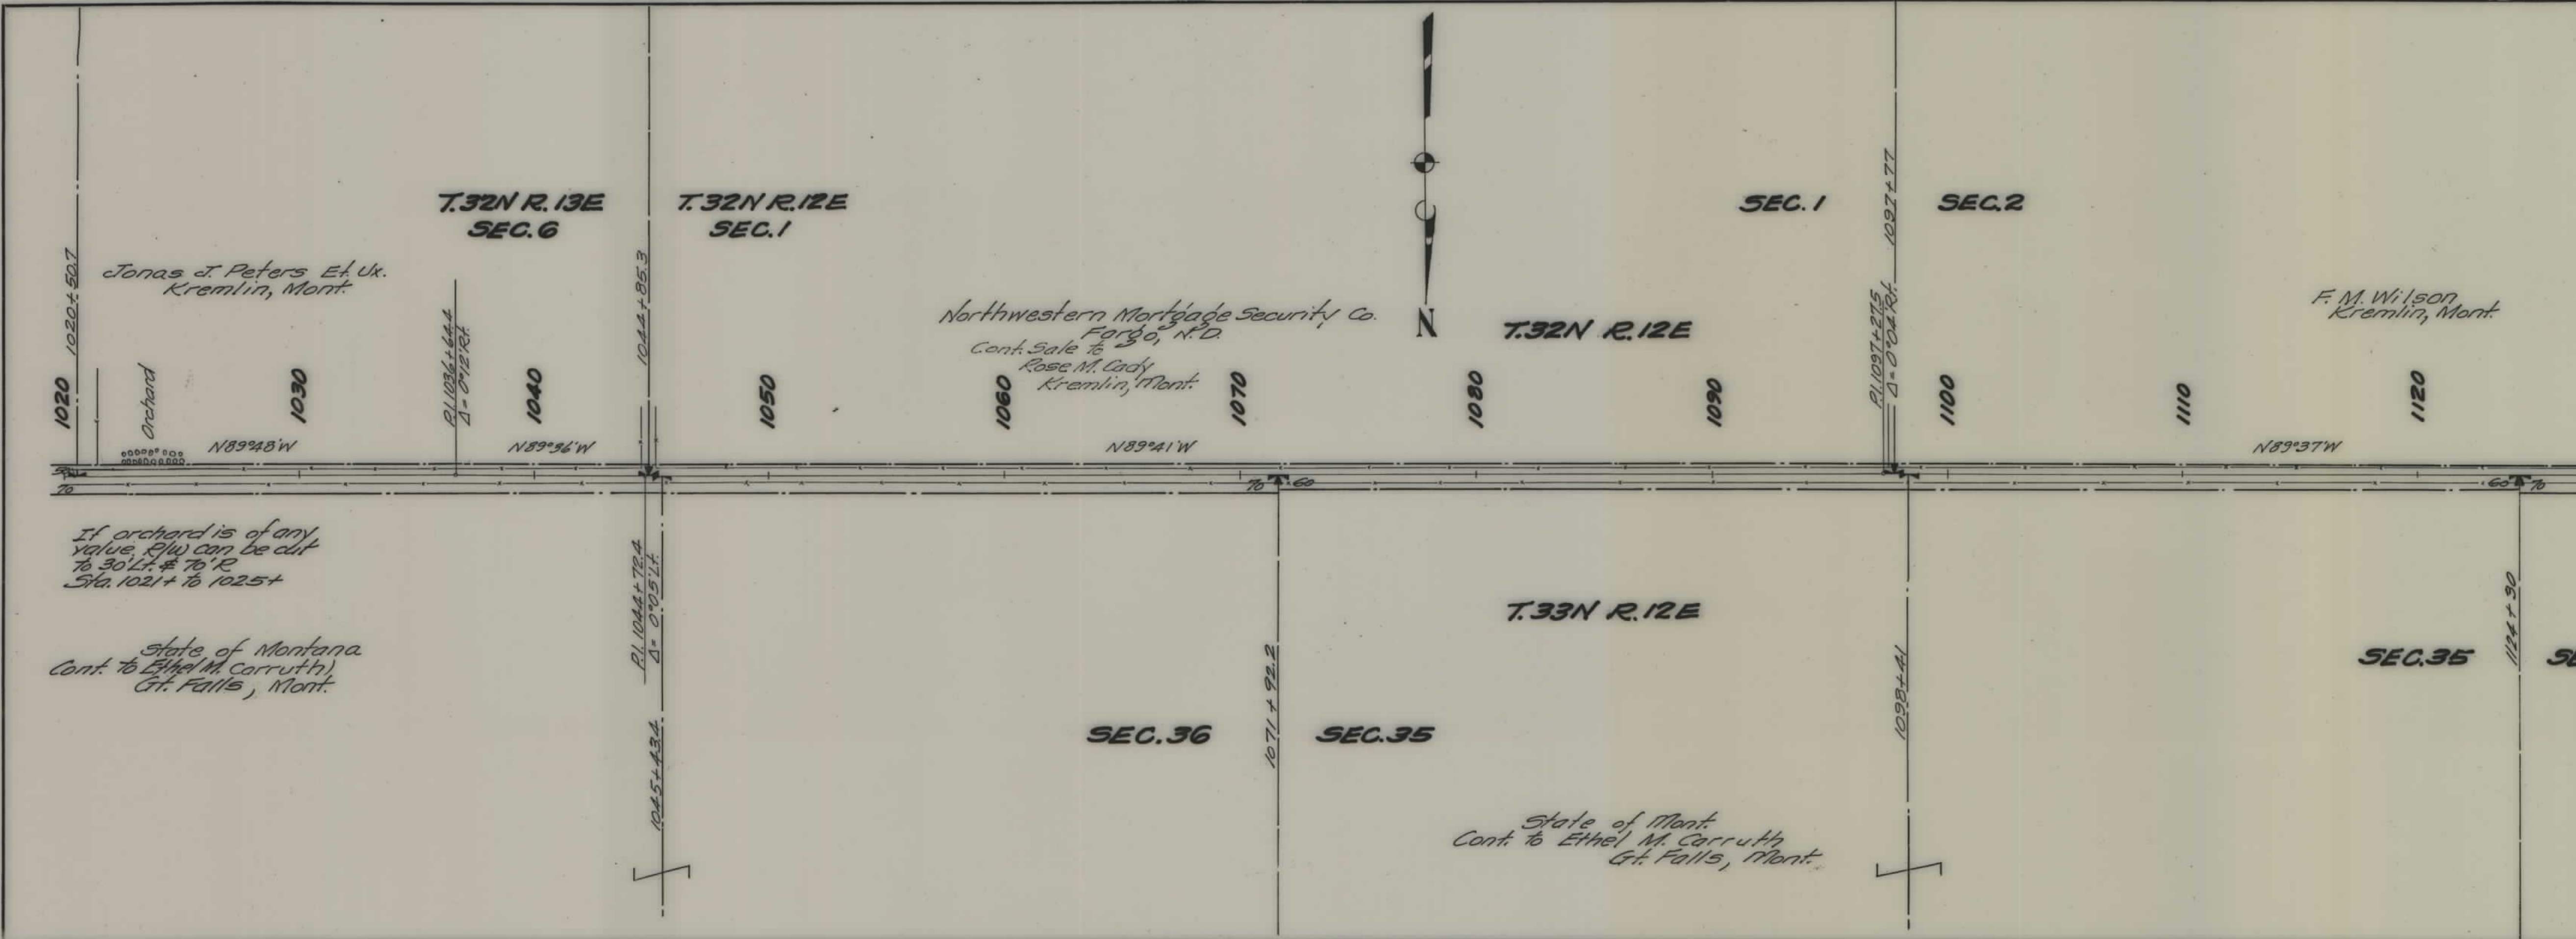 T.32N R.13E
SEC.6
T.32N R.12E
SEC.1
SEC.1
SEC.2
1020+50.7
Jonas J. Peters Et. Ux.
Kremlin, Mont.
P.I. 1036+64.4
Δ = 0°12'Rt.
1044+85.3
Northwestern Mortgage Security Co.
Fargo, N.D.
Cont. Sale to
Rose M. Cady
Kremlin, Mont.
N
T.32N R.12E
P.I. 1097+27.5
Δ = 0°04'Rt.
1097+77
F. M. Wilson
Kremlin, Mont.
1020
Orchard
1030
1040
1050
1060
1070
1080
1090
1100
1110
1120
N89°48'W
N89°36'W
N89°41'W
N89°37'W
50
70
70
60
60
70
If orchard is of any
value, R/W can be cut
to 30' Lt. & 70' R
Sta. 1021+ to 1025+
State of Montana
Cont. to Ethel M. Carruth)
Gt. Falls, Mont.
P.I. 1044+72.4
Δ = 0°05'Lt.
1045+43.4
1071+92.2
SEC.36
SEC.35
T.33N R.12E
State of Mont.
Cont. to Ethel M. Carruth
Gt. Falls, Mont.
1098+41
SEC.35
1124+30
SE